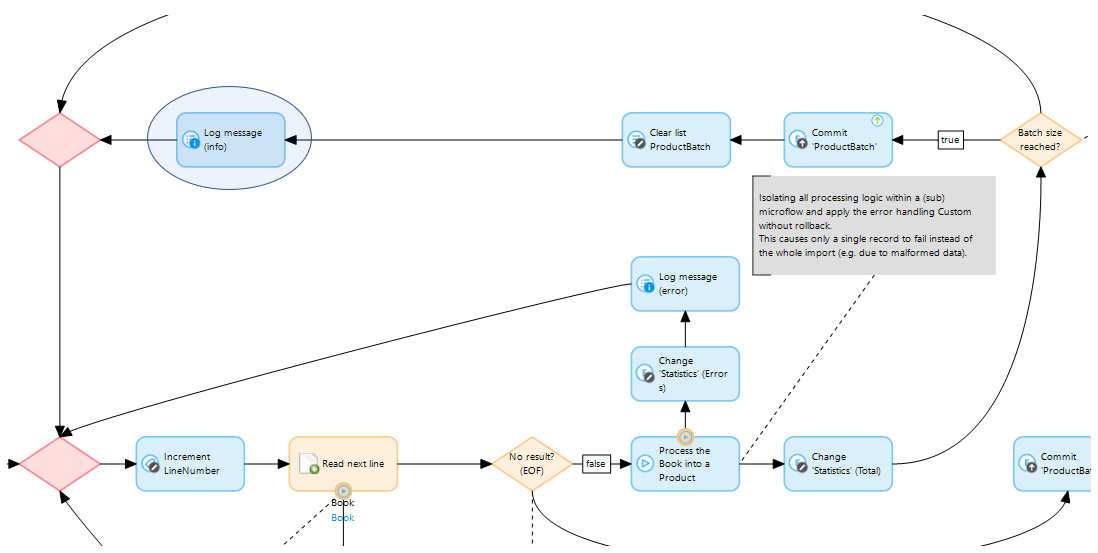 Log message
(info)
Clear list
ProductBatch
Commit
'ProductBatch'
true
Batch size
reached?
Isolating all processing logic within a (sub)
microflow and apply the error handling Custom
without rollback.
This causes only a single record to fail instead of
the whole import (e.g. due to malformed data).
Log message
(error)
Change
'Statistics' (Error
s)
Increment
LineNumber
Read next line
Book
Book
No result?
(EOF)
false
Process the
Book into a
Product
Change
'Statistics' (Total)
Commit
'ProductBat